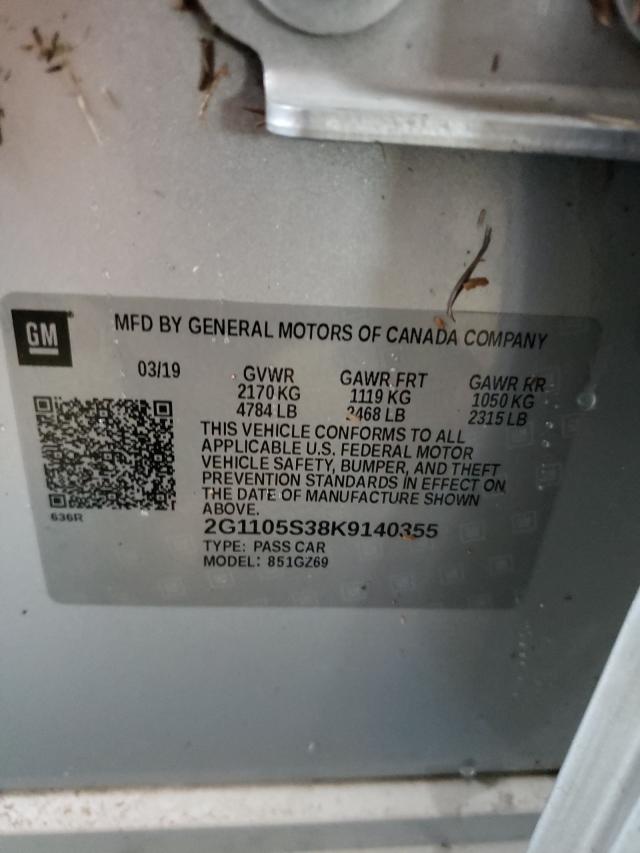 GM
MFD BY GENERAL MOTORS OF CANADA COMPANY
03/19
GVWR
2170 KG
4784 LB
GAWR FRT
1119 KG
2468 LB
GAWR RR
1050 KG
2315 LB
THIS VEHICLE CONFORMS TO ALL
APPLICABLE U.S. FEDERAL MOTOR
VEHICLE SAFETY, BUMPER, AND THEFT
PREVENTION STANDARDS IN EFFECT ON
THE DATE OF MANUFACTURE SHOWN
ABOVE.
636R
2G1105S38K9140355
TYPE: PASS CAR
MODEL: 851GZ69